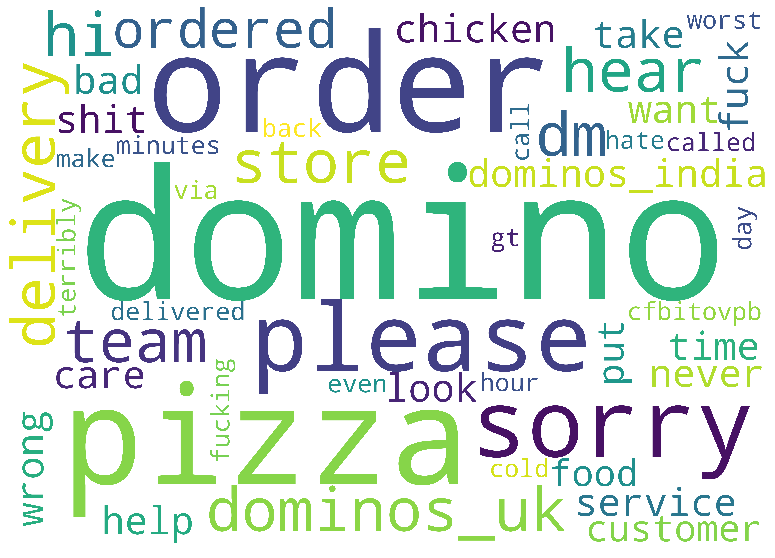 hi
ordered
chicken
take
worst
order
hear
fuck
bad
shit
back
want
delivery
minutes
make
store
call
dm
hate
called
via
dominos_india
domino
terribly
gt
day
delivered
please
cfbitovpb
team
put
time
care
even
look
hour
never
fucking
pizza
sorry
wrong
cold
food
dominos_uk
service
help
customer